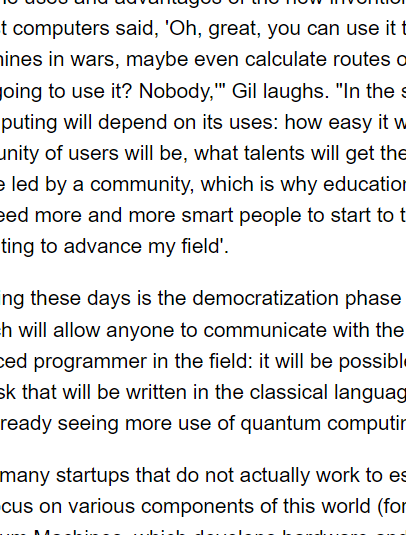 t computers said, 'Oh, great, you can use it t
nines in wars, maybe even calculate routes o
going to use it? Nobody,'" Gil laughs. "In the s
puting will depend on its uses: how easy it w
unity of users will be, what talents will get the
e led by a community, which is why education
eed more and more smart people to start to t
ting to advance my field'.
ng these days is the democratization phase
ch will allow anyone to communicate with the
ced programmer in the field: it will be possible
sk that will be written in the classical languag
ready seeing more use of quantum computin
many startups that do not actually work to es
ocus on various components of this world (for